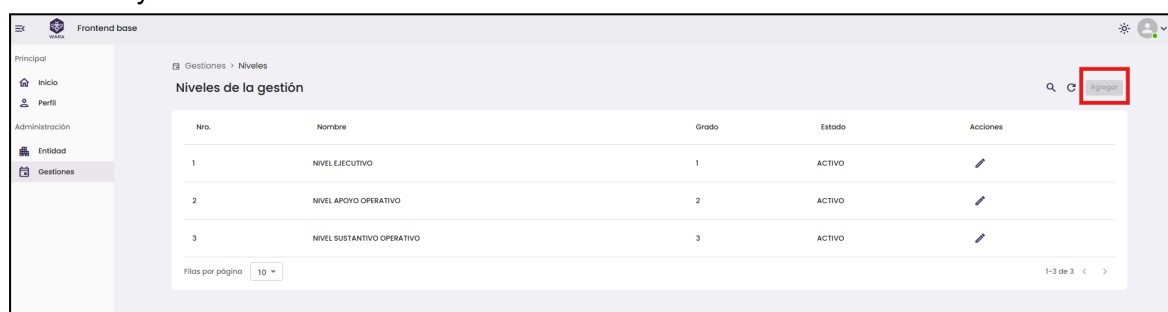 WARA
Frontend base
Principal
Inicio
Perfil
Administración
Entidad
Gestiones
Gestiones > Niveles
Niveles de la gestión
Agregar
Nro. Nombre Grado Estado Acciones
1 NIVEL EJECUTIVO 1 ACTIVO
2 NIVEL APOYO OPERATIVO 2 ACTIVO
3 NIVEL SUSTANTIVO OPERATIVO 3 ACTIVO
Filas por página 10 1-3 de 3 < >